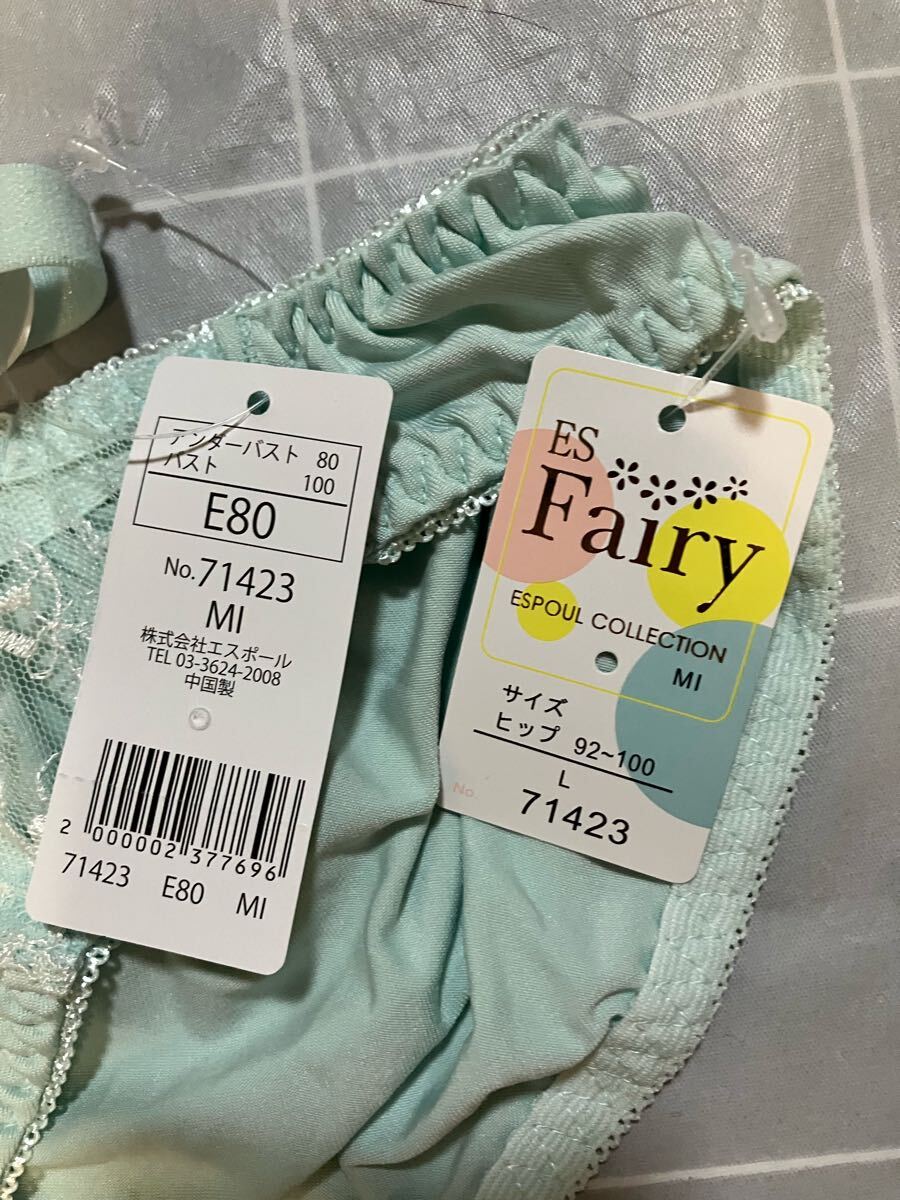 アンダーバスト 80
バスト 100
E80
No.71423
MI
株式会社エスポール
TEL 03-3624-2008
中国製
2 000002 377696
71423 E80 MI
ES
Fairy
ESPOUL COLLECTION
MI
サイズ
ヒップ 92~100
L
No. 71423